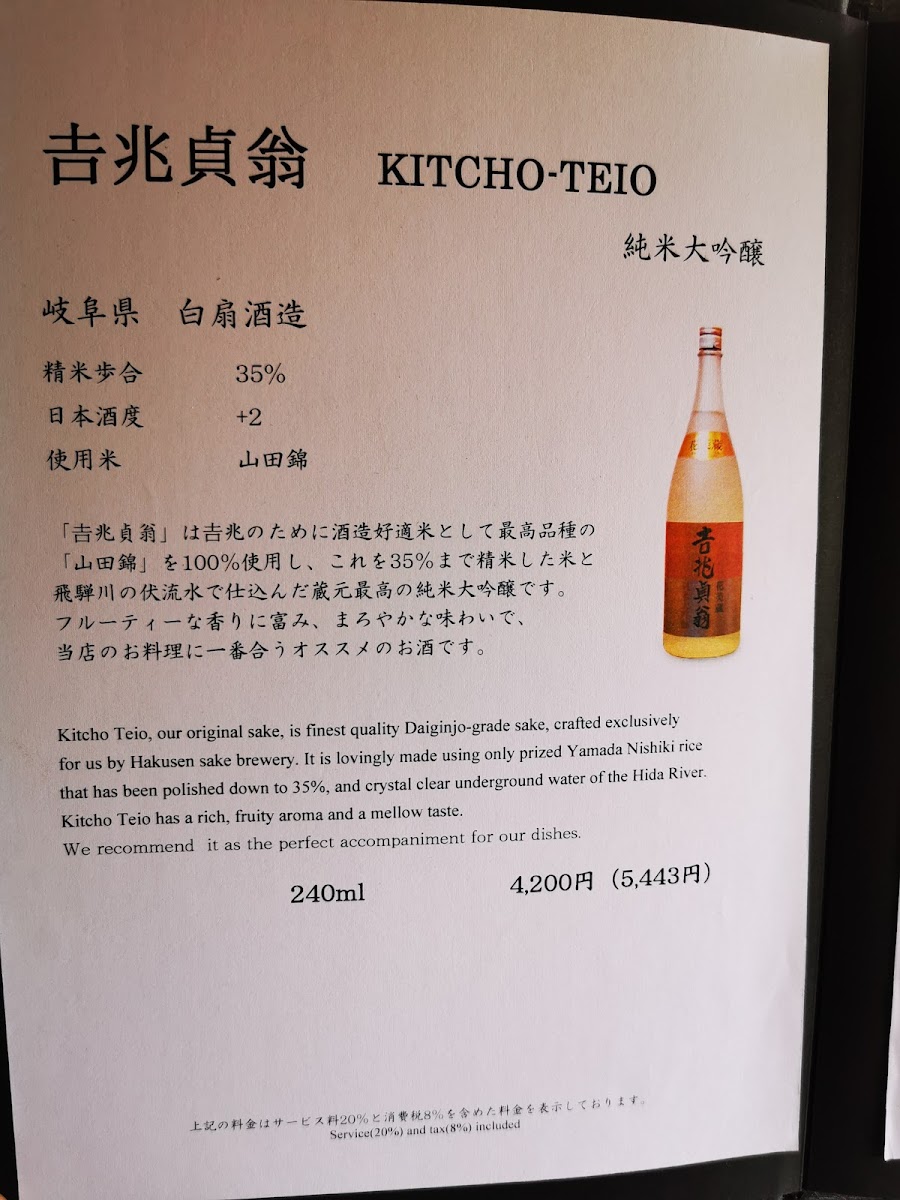 𠮷兆貞翁 KITCHO-TEIO
純米大吟醸
岐阜県 白扇酒造
精米歩合 35%
日本酒度 +2
使用米 山田錦
「𠮷兆貞翁」は𠮷兆のために酒造好適米として最高品種の
「山田錦」を100%使用し、これを35%まで精米した米と
飛騨川の伏流水で仕込んだ蔵元最高の純米大吟醸です。
フルーティーな香りに富み、まろやかな味わいで、
当店のお料理に一番合うオススメのお酒です。
𠮷兆貞翁
Kitcho Teio, our original sake, is finest quality Daiginjo-grade sake, crafted exclusively
for us by Hakusen sake brewery. It is lovingly made using only prized Yamada Nishiki rice
that has been polished down to 35%, and crystal clear underground water of the Hida River.
Kitcho Teio has a rich, fruity aroma and a mellow taste.
We recommend it as the perfect accompaniment for our dishes.
240ml 4,200円 (5,443円)
上記の料金はサービス料20%と消費税8%を含めた料金を表示しております。
Service(20%) and tax(8%) included